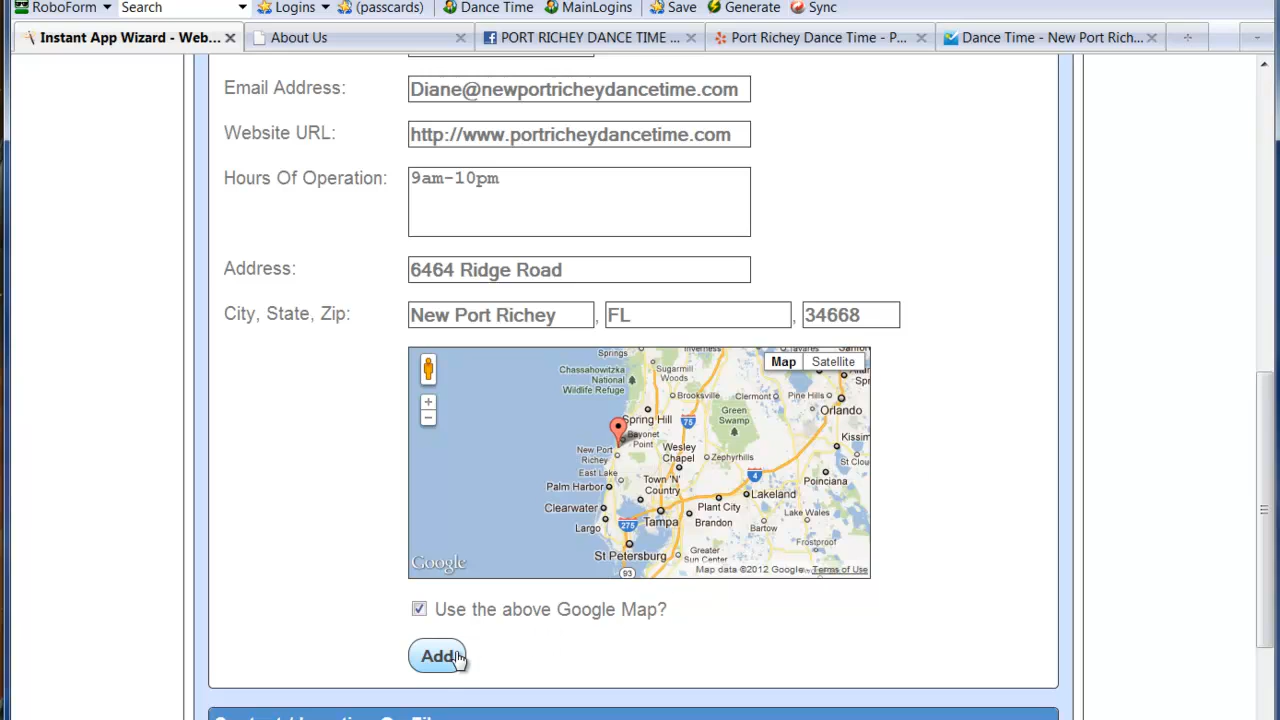 RoboForm Search Logins (passcards) Dance Time MainLogins Save Generate Sync
Instant App Wizard - Web... About Us PORT RICHEY DANCE TIME ... Port Richey Dance Time - P... Dance Time - New Port Rich...
Email Address: Diane@newportricheydancetime.com
Website URL: http://www.portricheydancetime.com
Hours Of Operation: 9am-10pm
Address: 6464 Ridge Road
City, State, Zip: New Port Richey , FL , 34668
Map Satellite
Springs
Chassahowitzka
National
Wildlife Refuge
Sugarmill
Woods
Brooksville
Clermont
Pine Hills
Orlando
Spring Hill
75
Green
Swamp
Kissim
Bayonet
Point
New Port
Richey
Wesley
Chapel
Zephyrhills
St Clou
East Lake
Town 'N'
Country
4
Poinciana
Palm Harbor
Lakeland
Clearwater
Plant City
Lake Wales
Largo
275
Tampa
Brandon
Bartow
Frostproof
St Petersburg
Greater
Sun Center
93
Google
Map data ©2012 Google - Terms of Use
Use the above Google Map?
Add